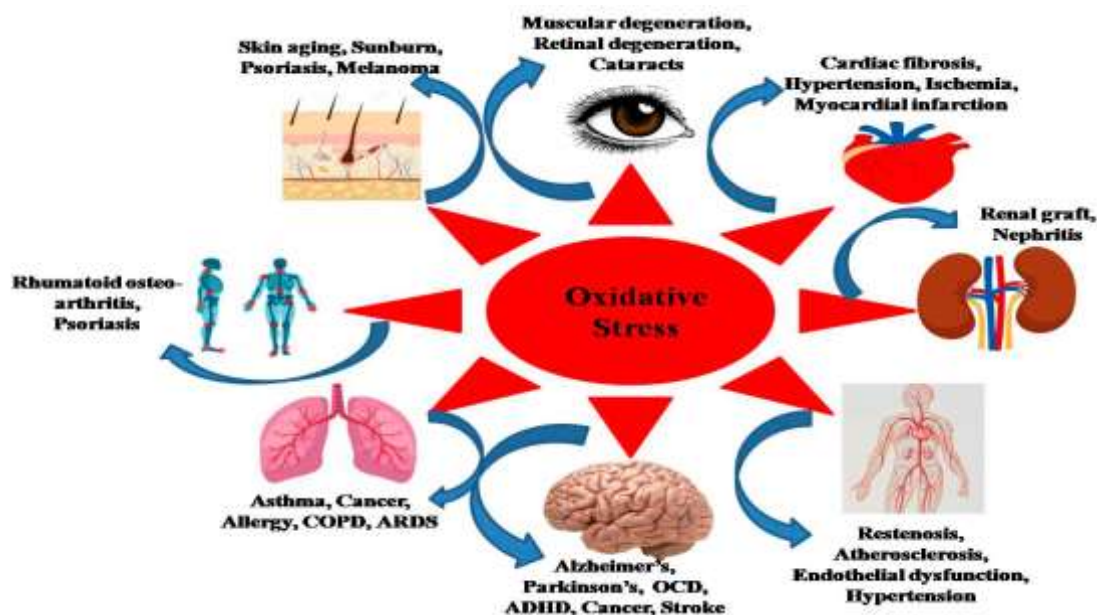 Skin aging, Sunburn,
Psoriasis, Melanoma
Muscular degeneration,
Retinal degeneration,
Cataracts
Cardiac fibrosis,
Hypertension, Ischemia,
Myocardial infarction
Renal graft,
Nephritis
Rhumatoid osteo-
arthritis,
Psoriasis
Oxidative
Stress
Asthma, Cancer,
Allergy, COPD, ARDS
Alzheimer's,
Parkinson's, OCD,
ADHD, Cancer, Stroke
Restenosis,
Atherosclerosis,
Endothelial dysfunction,
Hypertension